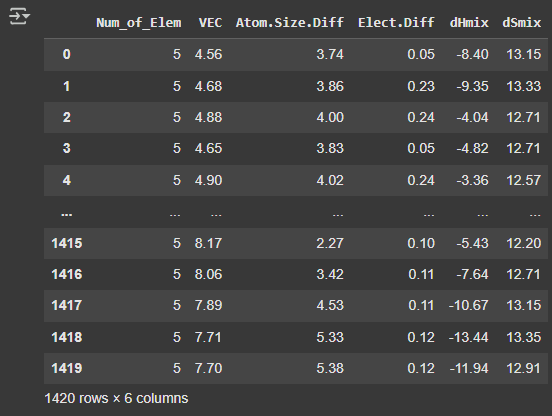 Num_of_Elem VEC Atom.Size.Diff Elect.Diff dHmix dSmix
0 5 4.56 3.74 0.05 -8.40 13.15
1 5 4.68 3.86 0.23 -9.35 13.33
2 5 4.88 4.00 0.24 -4.04 12.71
3 5 4.65 3.83 0.05 -4.82 12.71
4 5 4.90 4.02 0.24 -3.36 12.57
... ... ... ... ... ... ...
1415 5 8.17 2.27 0.10 -5.43 12.20
1416 5 8.06 3.42 0.11 -7.64 12.71
1417 5 7.89 4.53 0.11 -10.67 13.15
1418 5 7.71 5.33 0.12 -13.44 13.35
1419 5 7.70 5.38 0.12 -11.94 12.91
1420 rows × 6 columns